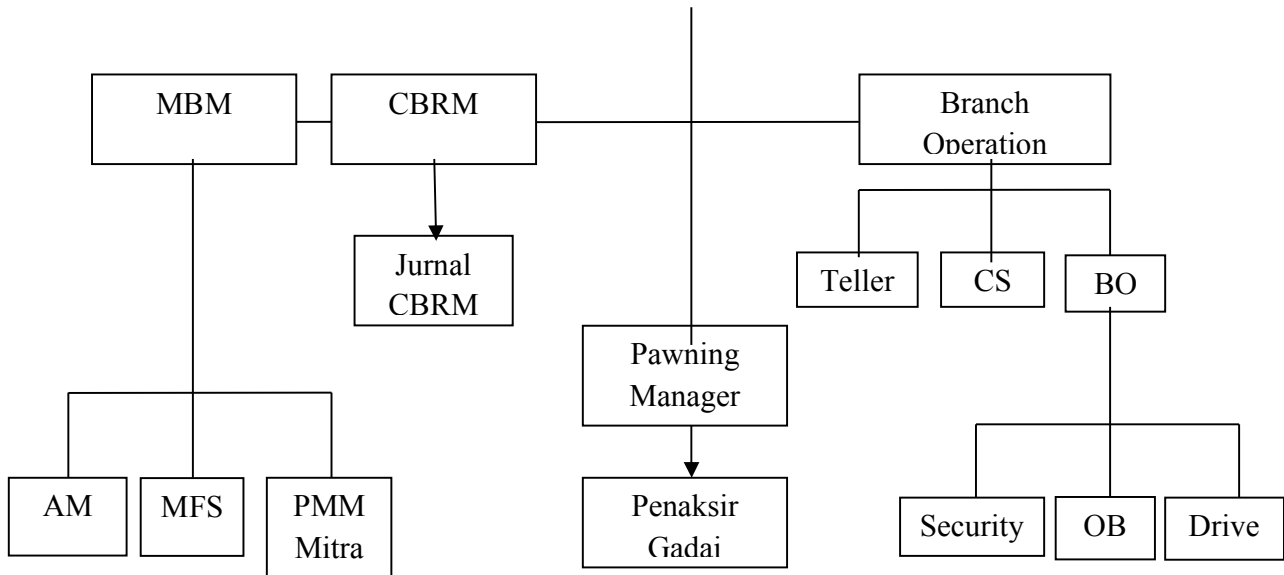 MBM
CBRM
Branch
Operation
Jurnal
CBRM
Teller
CS
BO
Pawning
Manager
AM
MFS
PMM
Mitra
Penaksir
Gadai
Security
OB
Drive